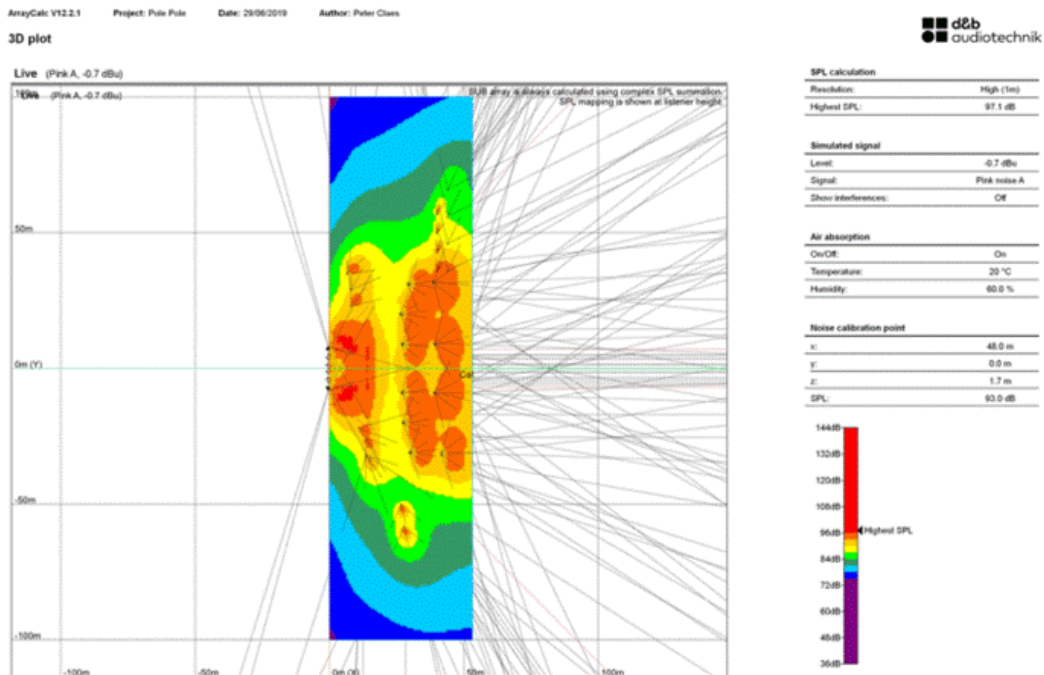 ArrayCalc V12.2.1 Project: Pole Pole Date: 29/06/2019 Author: Peter Claes
d&b
audiotechnik
3D plot
Live (Pink A, -0.7 dBu)
100m
Live (Pink A, -0.7 dBu)
SUB array is always calculated using complex SPL summation.
SPL mapping is shown at listener height.
50m
0m (Y)
-50m
-100m
-100m -50m 0m (X) 50m 100m
SPL calculation
Resolution: High (1m)
Highest SPL: 97.1 dB
Simulated signal
Level: -0.7 dBu
Signal: Pink noise A
Show interferences: Off
Air absorption
On/Off: On
Temperature: 20 °C
Humidity: 60.0 %
Noise calibration point
x: 48.0 m
y: 0.0 m
z: 1.7 m
SPL: 93.0 dB
144dB
132dB
120dB
108dB
96dB
Highest SPL
84dB
72dB
60dB
48dB
36dB